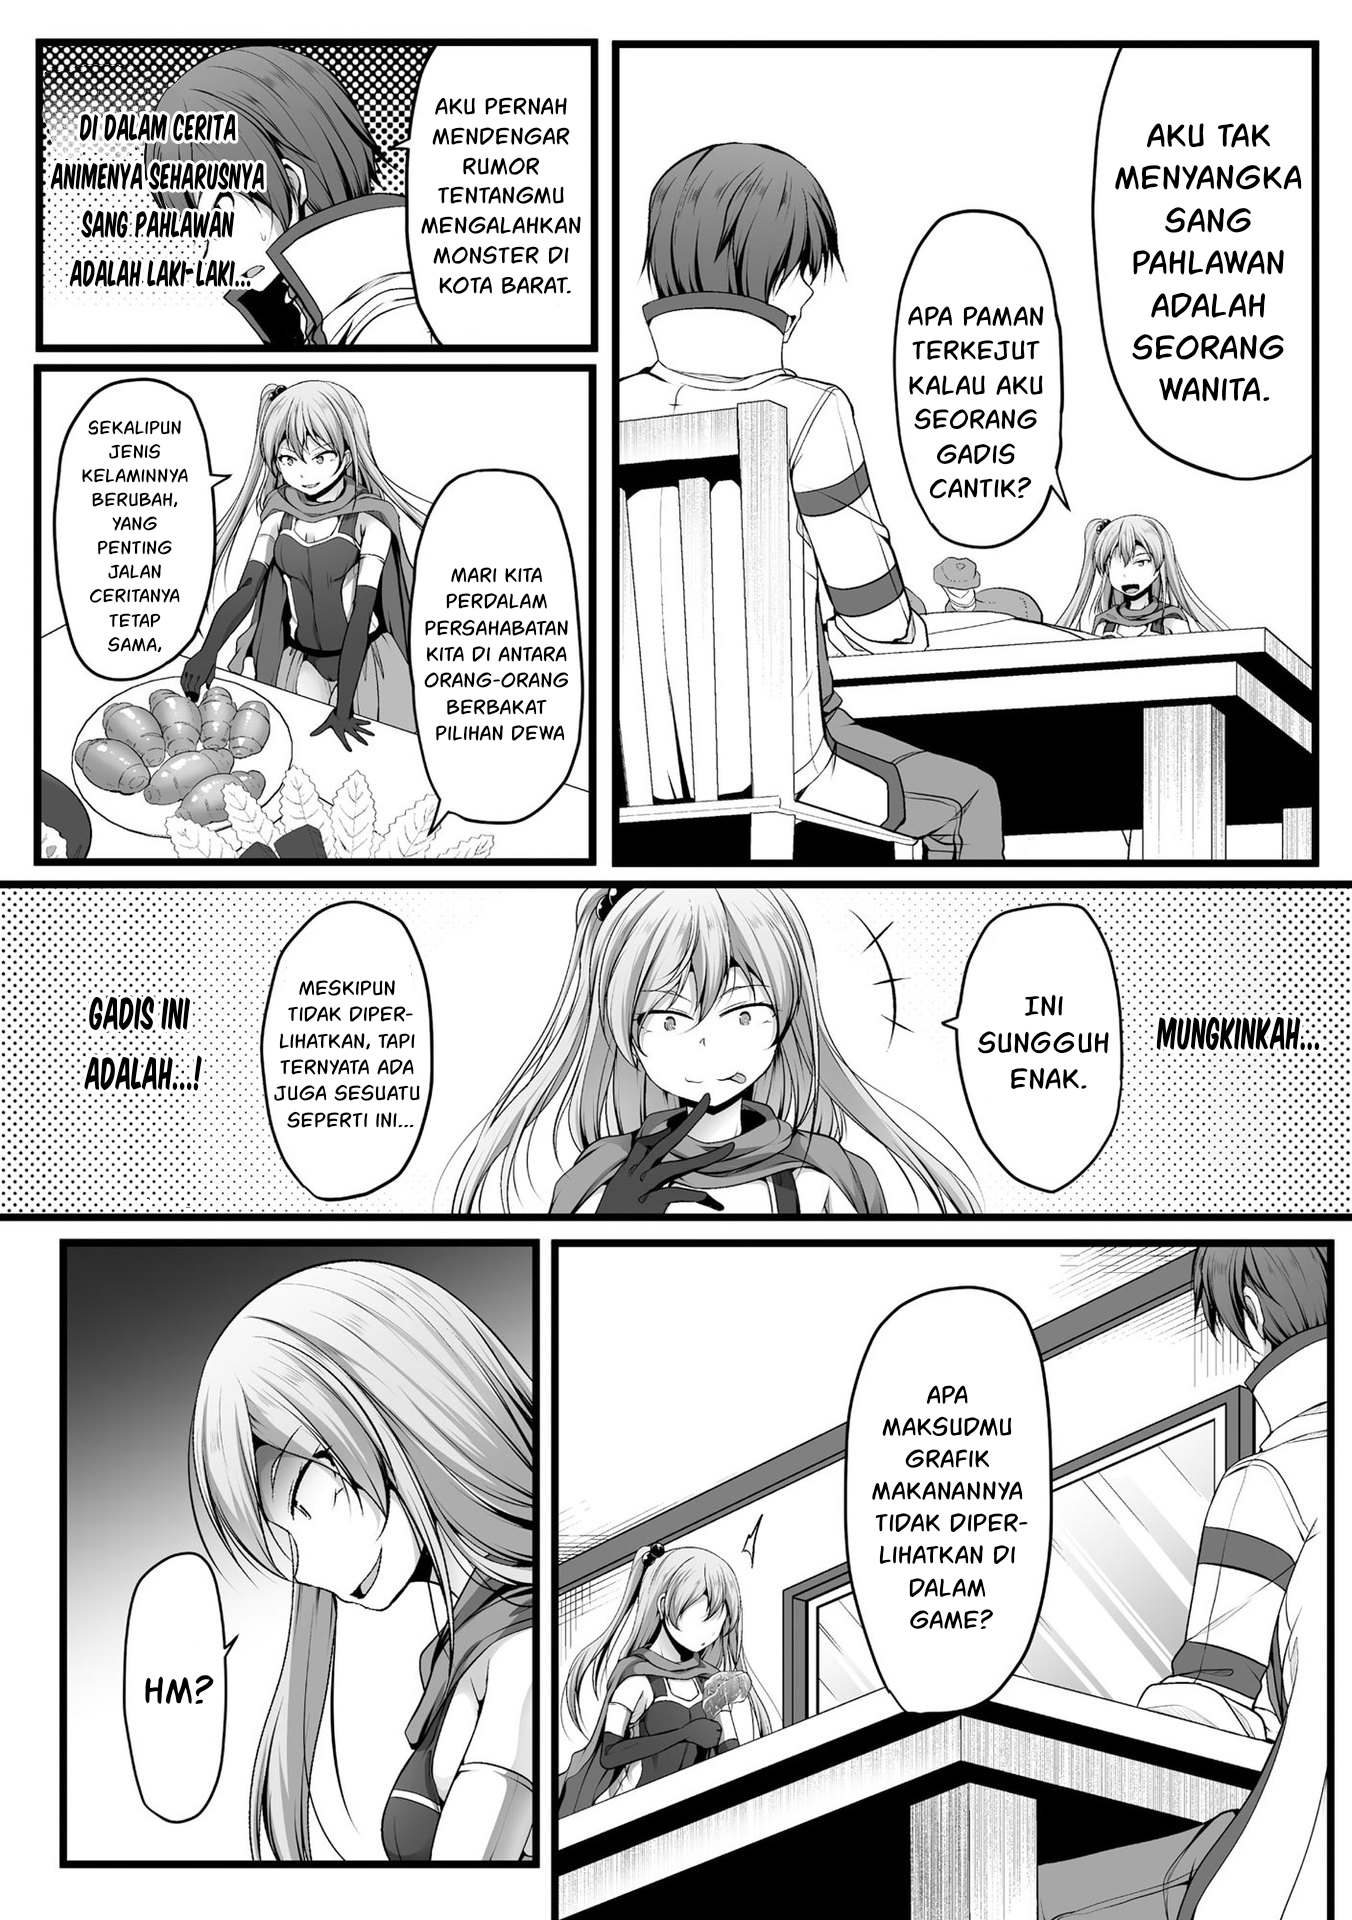 AKU TAK
MENYANGKA
SANG
PAHLAWAN
ADALAH
SEORANG
WANITA.
APA PAMAN
TERKEJUT
KALAU AKU
SEORANG
GADIS
CANTIK?
AKU PERNAH
MENDENGAR
RUMOR
TENTANGMU
MENGALAHKAN
MONSTER DI
KOTA BARAT.
DI DALAM CERITA
ANIMENYA SEHARUSNYA
SANG PAHLAWAN
ADALAH LAKI-LAKI...
SEKALIPUN
JENIS
KELAMINNYA
BERUBAH,
YANG
PENTING
JALAN
CERITANYA
TETAP
SAMA,
MARI KITA
PERDALAM
PERSAHABATAN
KITA DI ANTARA
ORANG-ORANG
BERBAKAT
PILIHAN DEWA
MUNGKINKAH...
INI
SUNGGUH
ENAK.
MESKIPUN
TIDAK DIPER-
LIHATKAN, TAPI
TERNYATA ADA
JUGA SESUATU
SEPERTI INI...
GADIS INI
ADALAH...!
APA
MAKSUDMU
GRAFIK
MAKANANNYA
TIDAK DIPER-
LIHATKAN DI
DALAM
GAME?
HM?